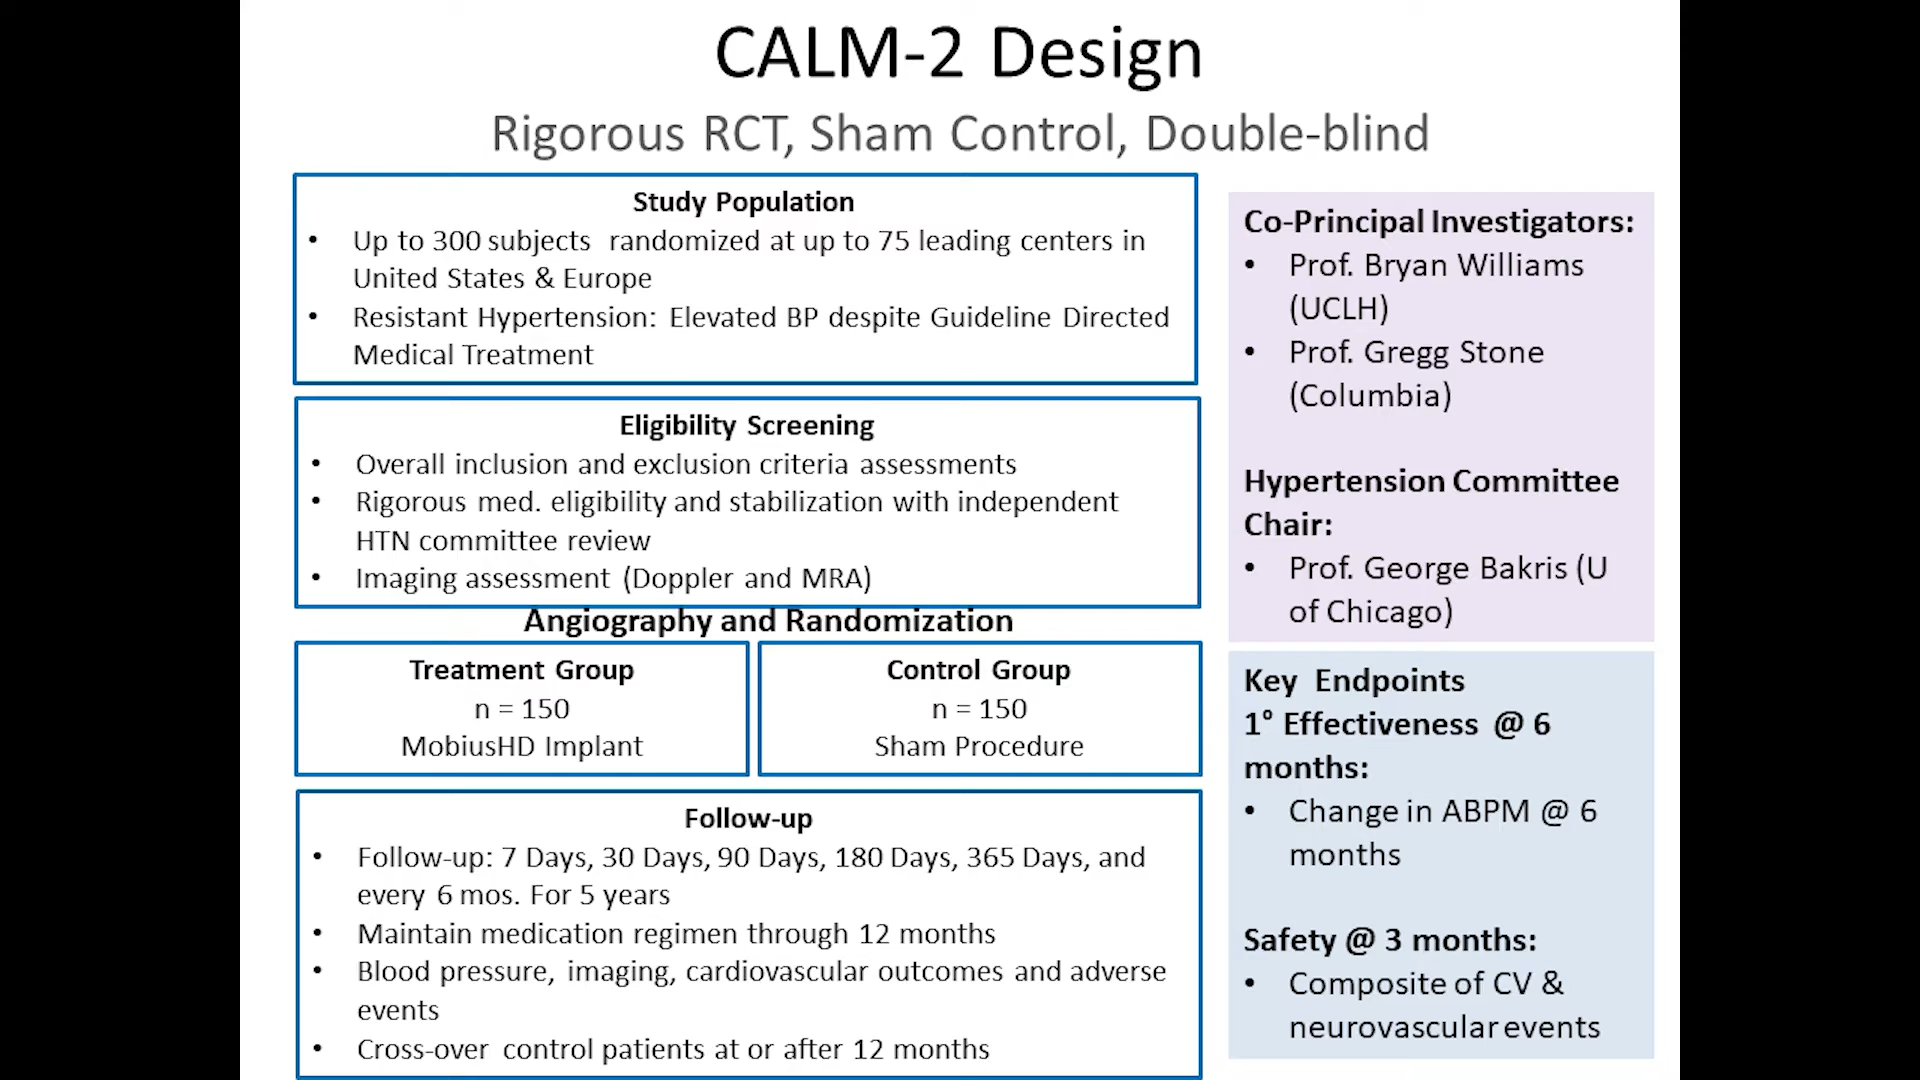 CALM-2 Design
Rigorous RCT, Sham Control, Double-blind
Study Population
• Up to 300 subjects randomized at up to 75 leading centers in
United States & Europe
• Resistant Hypertension: Elevated BP despite Guideline Directed
Medical Treatment
Eligibility Screening
• Overall inclusion and exclusion criteria assessments
• Rigorous med. eligibility and stabilization with independent
HTN committee review
• Imaging assessment (Doppler and MRA)
Angiography and Randomization
Treatment Group
n = 150
MobiusHD Implant
Control Group
n = 150
Sham Procedure
Follow-up
• Follow-up: 7 Days, 30 Days, 90 Days, 180 Days, 365 Days, and
every 6 mos. For 5 years
• Maintain medication regimen through 12 months
• Blood pressure, imaging, cardiovascular outcomes and adverse
events
• Cross-over control patients at or after 12 months
Co-Principal Investigators:
• Prof. Bryan Williams
(UCLH)
• Prof. Gregg Stone
(Columbia)
Hypertension Committee
Chair:
• Prof. George Bakris (U
of Chicago)
Key Endpoints
1° Effectiveness @ 6
months:
• Change in ABPM @ 6
months
Safety @ 3 months:
• Composite of CV &
neurovascular events